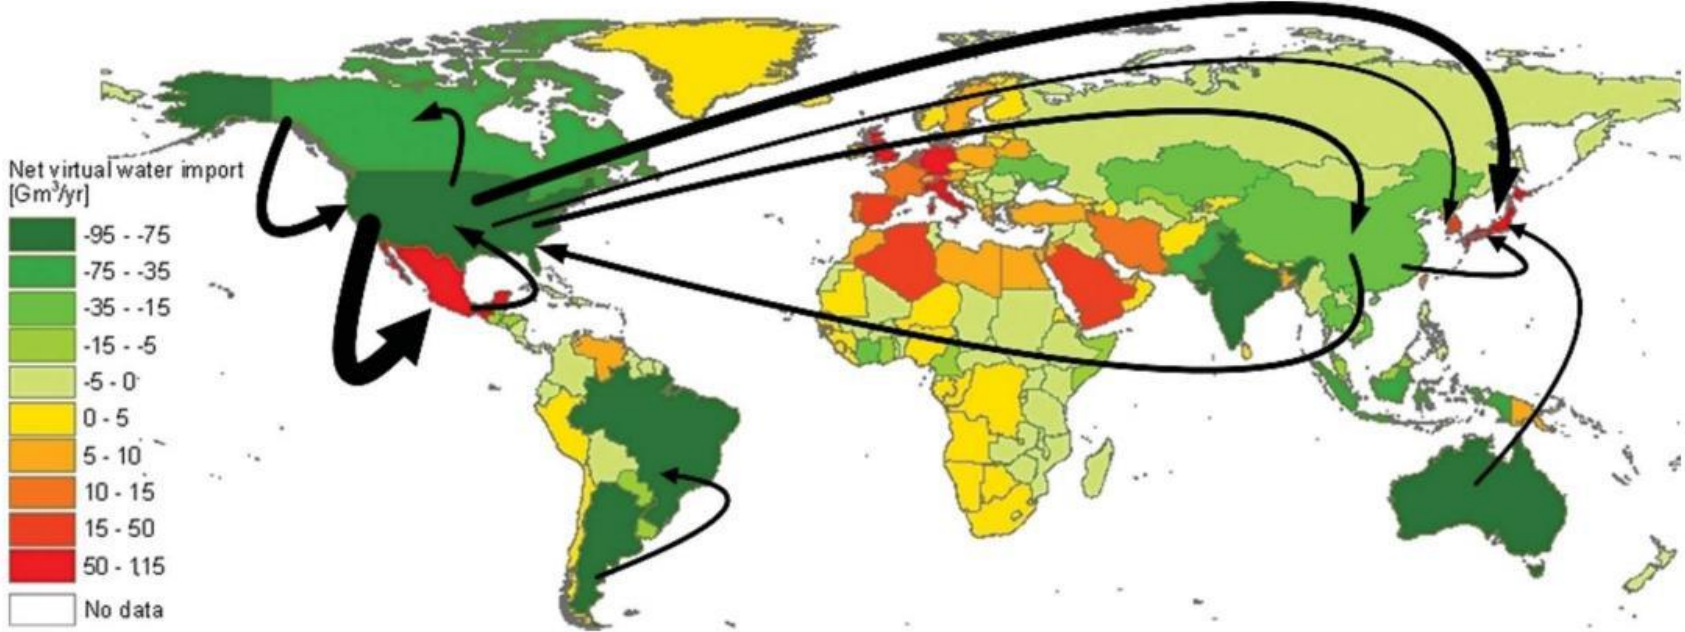 Net virtual water import
[Gm³/yr]
-95 - -75
-75 - -35
-35 - -15
-15 - -5
-5 - 0
0 - 5
5 - 10
10 - 15
15 - 50
50 - 115
No data